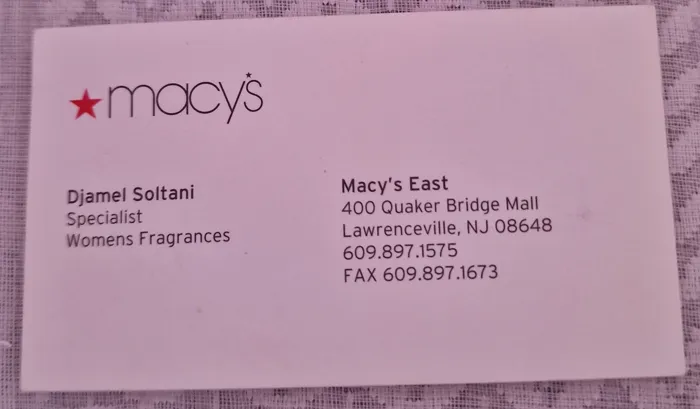 macy's
Djamel Soltani
Specialist
Womens Fragrances
Macy's East
400 Quaker Bridge Mall
Lawrenceville, NJ 08648
609.897.1575
FAX 609.897.1673